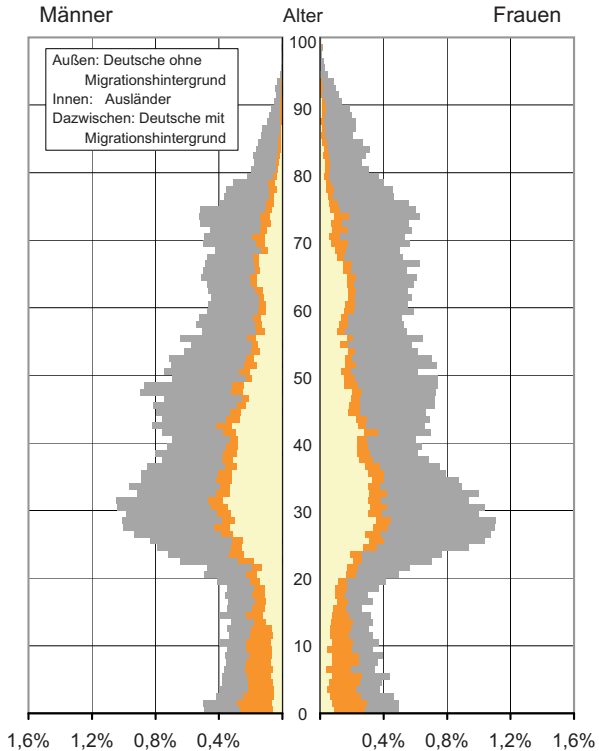 Männer Alter Frauen
100
Außen: Deutsche ohne
Migrationshintergrund
Innen: Ausländer
Dazwischen: Deutsche mit
Migrationshintergrund
90
80
70
60
50
40
30
20
10
0 0
1,6% 1,2% 0,8% 0,4% 0,4% 0,8% 1,2% 1,6%